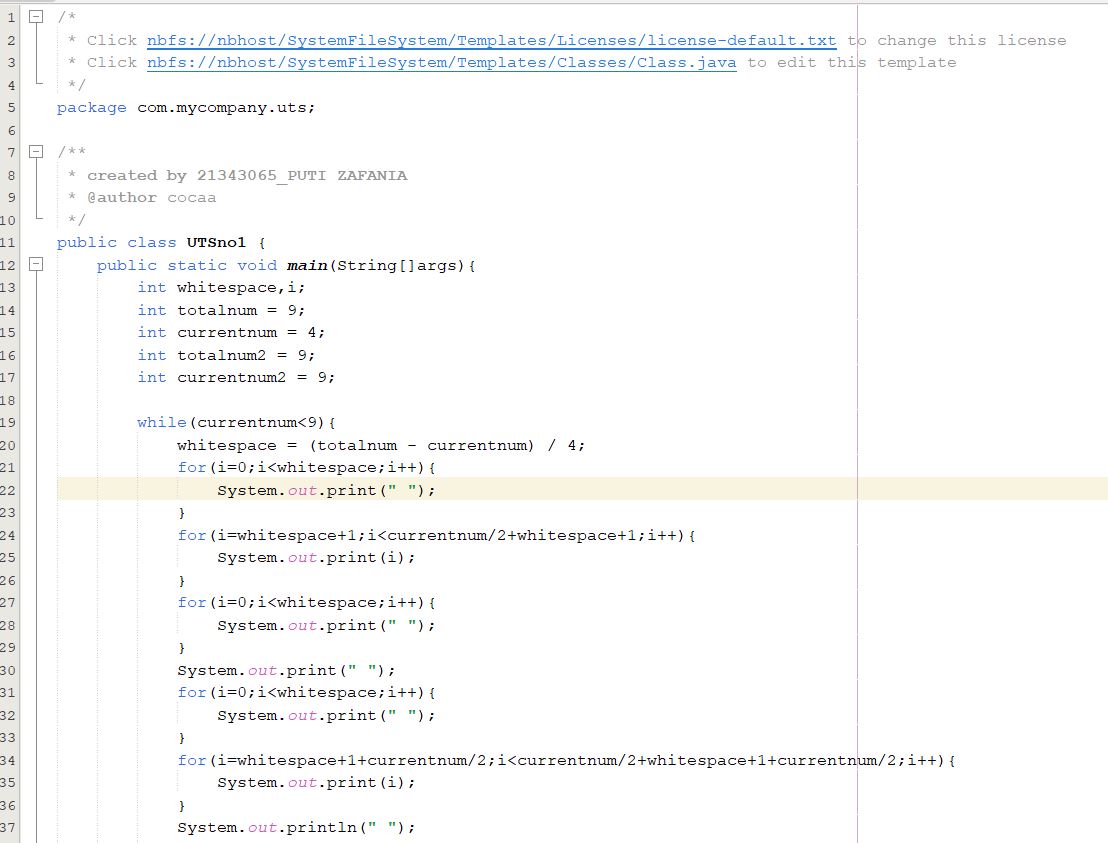 1 /*
2 * Click nbfs://nbhost/SystemFileSystem/Templates/Licenses/license-default.txt to change this license
3 * Click nbfs://nbhost/SystemFileSystem/Templates/Classes/Class.java to edit this template
4 */
5 package com.mycompany.uts;
6
7 /**
8 * created by 21343065_PUTI ZAFANIA
9 * @author cocaa
10 */
11 public class UTSno1 {
12 public static void main(String[]args){
13 int whitespace,i;
14 int totalnum = 9;
15 int currentnum = 4;
16 int totalnum2 = 9;
17 int currentnum2 = 9;
18
19 while(currentnum<9){
20 whitespace = (totalnum - currentnum) / 4;
21 for(i=0;i<whitespace;i++){
22 System.out.print(" ");
23 }
24 for(i=whitespace+1;i<currentnum/2+whitespace+1;i++){
25 System.out.print(i);
26 }
27 for(i=0;i<whitespace;i++){
28 System.out.print(" ");
29 }
30 System.out.print(" ");
31 for(i=0;i<whitespace;i++){
32 System.out.print(" ");
33 }
34 for(i=whitespace+1+currentnum/2;i<currentnum/2+whitespace+1+currentnum/2;i++){
35 System.out.print(i);
36 }
37 System.out.println(" ");